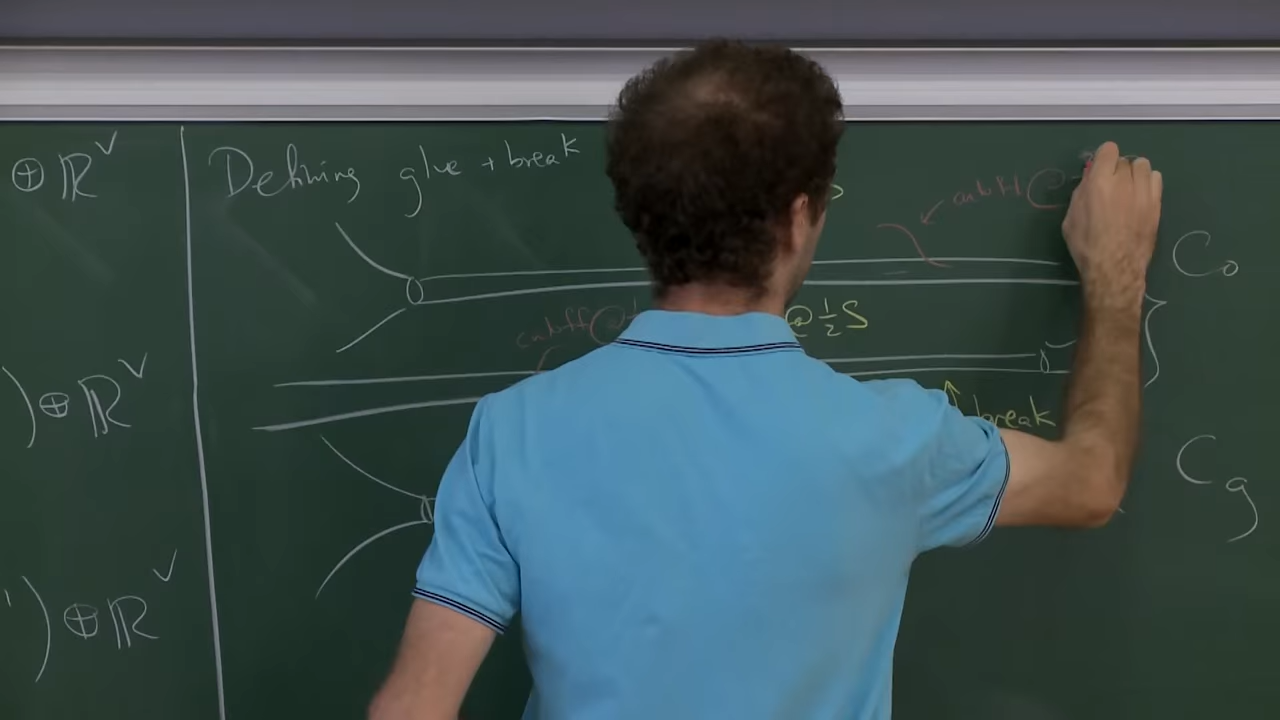 ⊕ ℝ^∨
Defining glue + break
cutoff @
C₀
cutoff @
@ ½ S
) ⊕ ℝ^∨
break
C_g
) ⊕ ℝ^∨